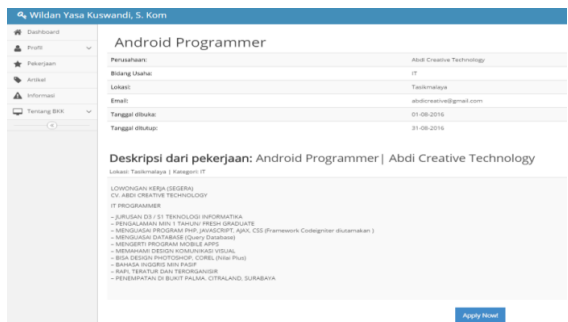 Wildan Yasa Kuswandi, S. Kom
Dashboard
Profil
Pekerjaan
Artikel
Informasi
Tentang BKK
Android Programmer
Perusahaan: Abdi Creative Technology
Bidang Usaha: IT
Lokasi: Tasikmalaya
Email: abdicreative@gmail.com
Tanggal dibuka: 01-08-2016
Tanggal ditutup: 31-08-2016
Deskripsi dari pekerjaan: Android Programmer| Abdi Creative Technology
Lokasi: Tasikmalaya | Kategori: IT
LOWONGAN KERJA (SEGERA)
CV. ABDI CREATIVE TECHNOLOGY
IT PROGRAMMER
– JURUSAN D3 / S1 TEKNOLOGI INFORMATIKA
– PENGALAMAN MIN 1 TAHUN/ FRESH GRADUATE
– MENGUASAI PROGRAM PHP, JAVASCRIPT, AJAX, CSS (Framework Codeigniter diutamakan )
– MENGUASAI DATABASE (Query Database)
– MENGERTI PROGRAM MOBILE APPS
– MEMAHAMI DESIGN KOMUNIKASI VISUAL
– BISA DESIGN PHOTOSHOP, COREL (Nilai Plus)
– BAHASA INGGRIS MIN PASIF
– RAPI, TERATUR DAN TERORGANISIR
– PENEMPATAN DI BUKIT PALMA, CITRALAND, SURABAYA
Apply Now!